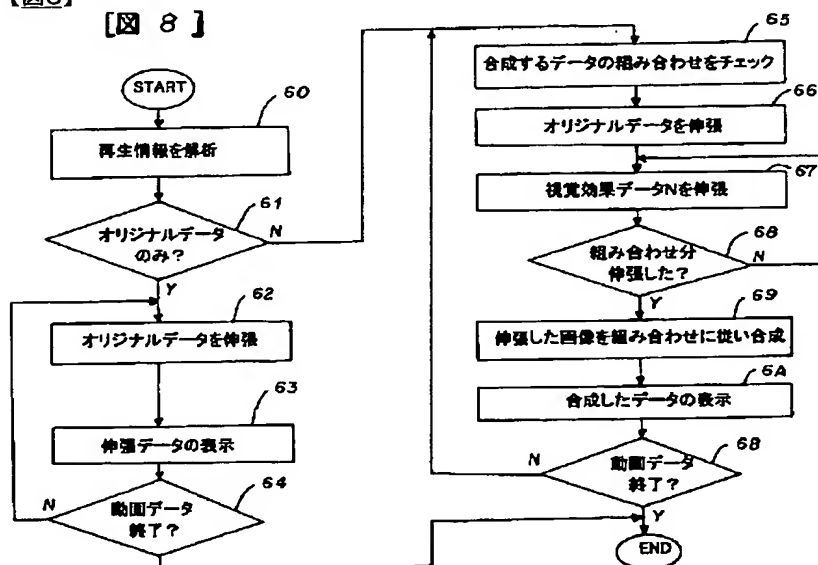 【図8】
[図 8]
START
60
再生情報を解析
61
オリジナルデータ
のみ?
N
Y
62
オリジナルデータを伸張
63
伸張データの表示
64
動画データ
終了?
N
65
合成するデータの組み合わせをチェック
66
オリジナルデータを伸張
67
視覚効果データNを伸張
68
組み合わせ分
伸張した?
N
Y
69
伸張した画像を組み合わせに従い合成
6A
合成したデータの表示
6B
動画データ
終了?
N
Y
END